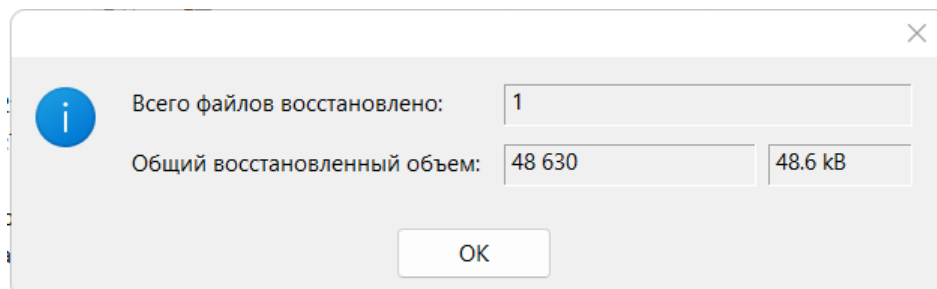 Всего файлов восстановлено: 1
Общий восстановленный объем: 48 630 48.6 kB
OK